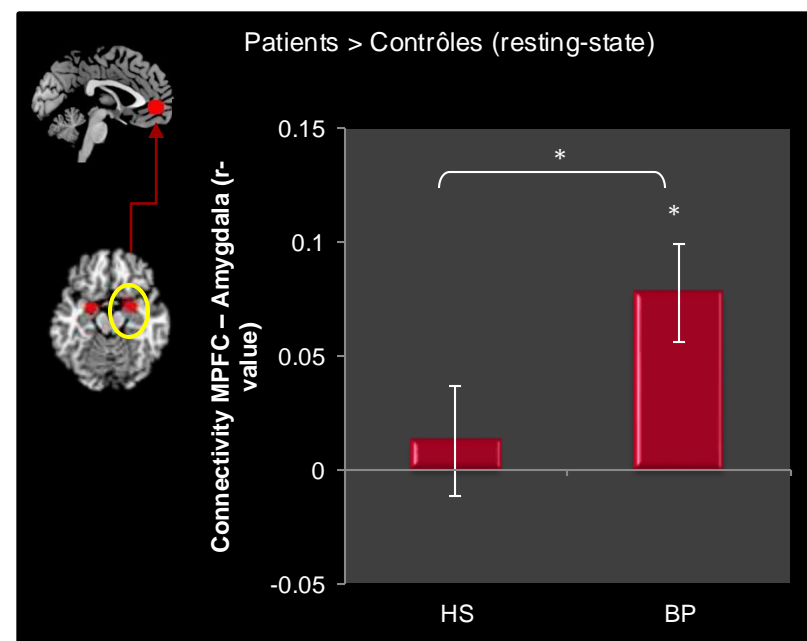 Patients > Contrôles (resting-state)
Connectivity MPFC – Amygdala (r-
value)
0.15
0.1
0.05
0
-0.05
*
*
HS
BP